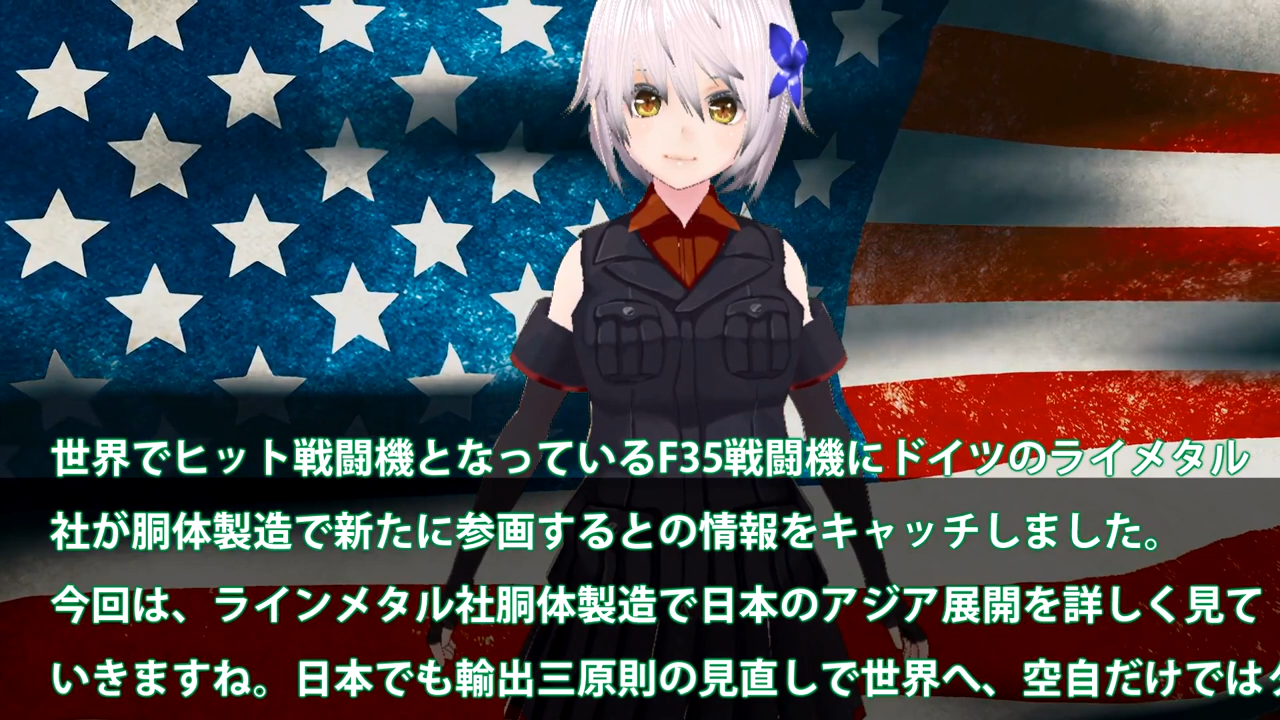 世界でヒット戦闘機となっているF35戦闘機にドイツのライメタル
社が胴体製造で新たに参画するとの情報をキャッチしました。
今回は、ラインメタル社胴体製造で日本のアジア展開を詳しく見て
いきますね。日本でも輸出三原則の見直しで世界へ、空自だけでは